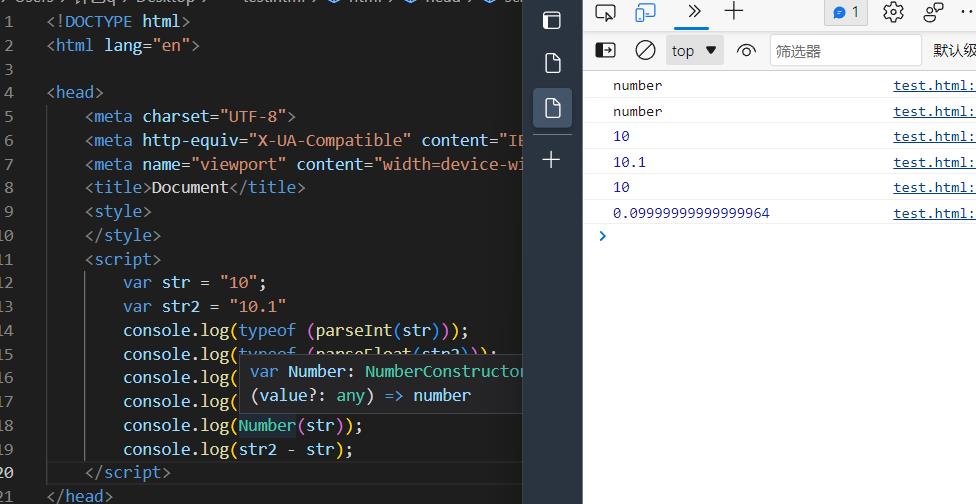 1 <!DOCTYPE html>
2 <html lang="en">
3
4 <head>
5 <meta charset="UTF-8">
6 <meta http-equiv="X-UA-Compatible" content="IE
7 <meta name="viewport" content="width=device-wi
8 <title>Document</title>
9 <style>
10 </style>
11 <script>
12 var str = "10";
13 var str2 = "10.1"
14 console.log(typeof (parseInt(str)));
15 console.log(typeof (parseFloat(str2)));
16 console.log(
17 console.log(
var Number: NumberConstructor
(value?: any) => number
18 console.log(Number(str));
19 console.log(str2 - str);
20 </script>
21 </head>
1
top
筛选器
默认级
number test.html:
number test.html:
10 test.html:
10.1 test.html:
10 test.html:
0.09999999999999964 test.html: